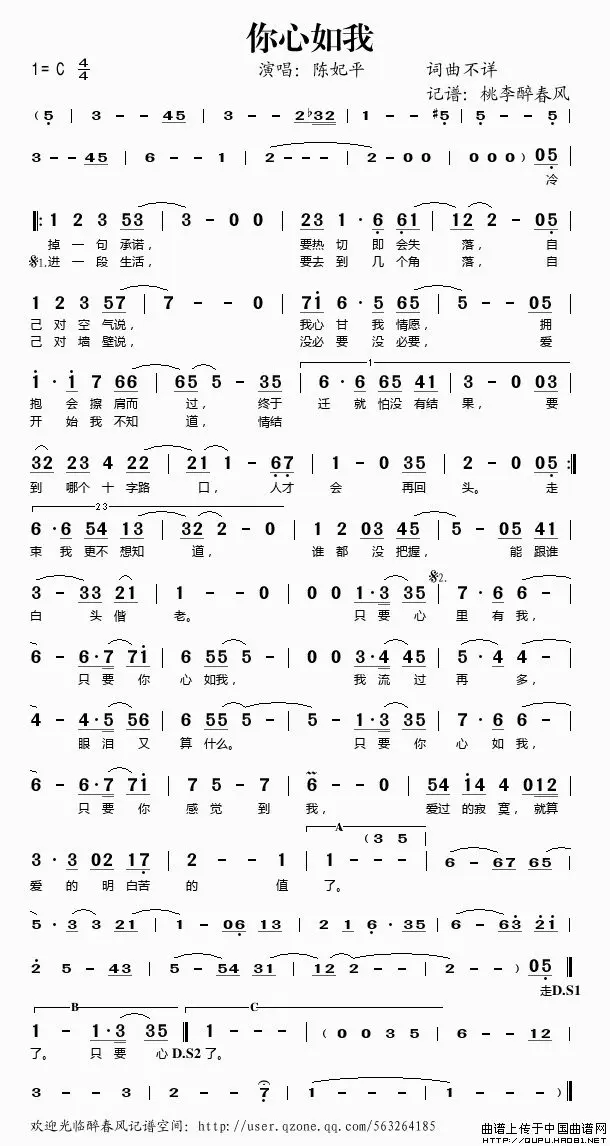 你心如我
1= C 4/4 演唱：陈妃平 词曲不详
记谱：桃李醉春风
( 5 | 3 - - 45 | 3 - - 2♭32 | 1 - - #5 | 5 - - 5 |
3 - - 45 | 6 - - 1 | 2 - - - | 2 - 0 0 | 0 0 0 ) 05 |
冷
‖: 1 2 3 53 | 3 - 0 0 | 23 1· 6 61 | 12 2 - 05 |
掉 一 句 承诺， 要热 切 即 会失 落， 自
𝄋1.进 一 段 生活， 要去 到 几 个角 落， 自
1 2 3 57 | 7 - - 0 | 71 6· 5 65 | 5 - - 05 |
己 对 空 气说， 我心 甘 我 情愿， 拥
己 对 墙 壁说， 没必 要 没 必要， 爱
1
1· 1 7 66 | 65 5 - 35 | 6· 6 65 41 | 3 - 0 03 |
抱 会 擦 肩而 过， 终于 迁 就 怕没 有结 果， 要
开 始 我 不知 道， 情结
32 23 4 22 | 21 1 - 67 | 1 - 0 35 | 2 - 0 05 :‖
到 哪个 十 字路 口， 人才 会 再回 头。 走
2 3
6· 6 54 13 | 32 2 - 0 | 1 2 03 45 | 5 - 05 41 |
束 我 更不 想知 道， 谁 都 没 把握， 能 跟谁
𝄋2.
3 - 33 21 | 1 - - 0 | 0 0 1·3 35 | 7· 6 6 - |
白 头 偕 老。 只 要 心 里 有 我，
6 - 6·7 71 | 6 55 5 - | 0 0 3·4 45 | 5· 4 4 - |
只 要 你 心 如我， 我 流 过 再 多，
4 - 4·5 56 | 6 55 5 - | 5 - 1·3 35 | 7· 6 6 - |
眼 泪 又 算 什么。 只 要 你 心 如 我，
6 - 6·7 71 | 7 5 - 7 | 6 - - 0 | 54 14 4 012 |
只 要 你 感 觉 到 我， 爱过 的寂 寞，就算
A
( 3 5
3· 3 02 17 | 2 - - 1 | 1 - - - | 6 - 67 65 |
爱 的 明 白苦 的 值 了。
5· 3 3 21 | 1 - 06 13 | 2 1 6· 35 | 6 - 63 21 |
2 5 - 43 | 5 - 54 31 | 12 2 - - | 2 - - ) 05 ‖
走D.S1
B C
1 - 1·3 35 ‖ 1 - - - | ( 0 0 3 5 | 6 - - 12 |
了。 只 要 心D.S2了。
3 - - 3 | 2 - - 7 | 1 - - - ) ‖
欢迎光临醉春风记谱空间：http://user.qzone.qq.com/563264185
曲谱上传于中国曲谱网
HTTP://QUPU.HAO81.NET